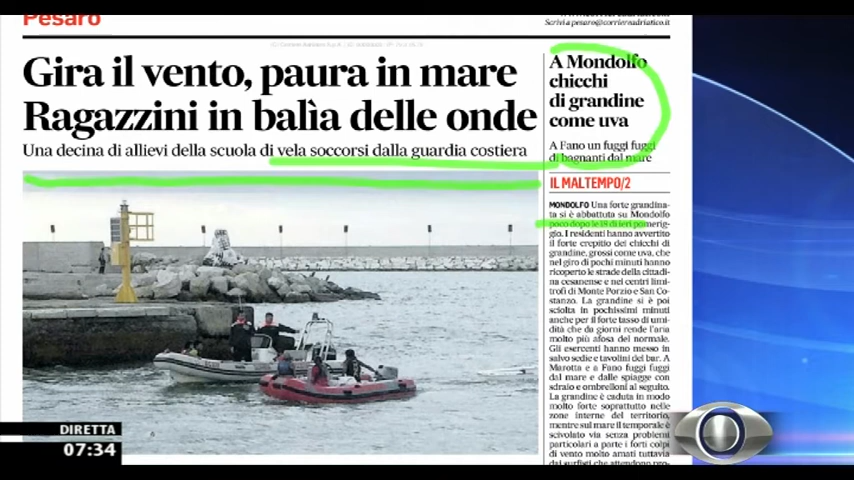 Pesaro
Scrivi a pesaro@corriereadriatico.it
Gira il vento, paura in mare
Ragazzini in balìa delle onde
Una decina di allievi della scuola di vela soccorsi dalla guardia costiera
A Mondolfo
chicchi
di grandine
come uva
A Fano un fuggi fuggi
di bagnanti dal mare
IL MALTEMPO/2
MONDOLFO Una forte grandina-
ta si è abbattuta su Mondolfo
poco dopo le 18 di ieri pomerig-
gio. I residenti hanno avvertito
il forte crepitio dei chicchi di
grandine, grossi come uva, che
nel giro di pochi minuti hanno
ricoperto le strade della cittadi-
na cesanense e nei centri limi-
trofi di Monte Porzio e San Co-
stanzo. La grandine si è poi
sciolta in pochissimi minuti
anche per il forte tasso di umi-
dità che da giorni rende l'aria
molto più afosa del normale.
Gli esercenti hanno messo in
salvo sedie e tavolini dei bar. A
Marotta e a Fano fuggi fuggi
dal mare e dalle spiagge con
sdraio e ombrelloni al seguito.
La grandine è caduta in modo
molto forte soprattutto nelle
zone interne del territorio,
mentre sul mare il temporale è
scivolato via senza problemi
particolari a parte i forti colpi
di vento molto amati tuttavia
dai surfisti che attendono pro-
DIRETTA
07:34